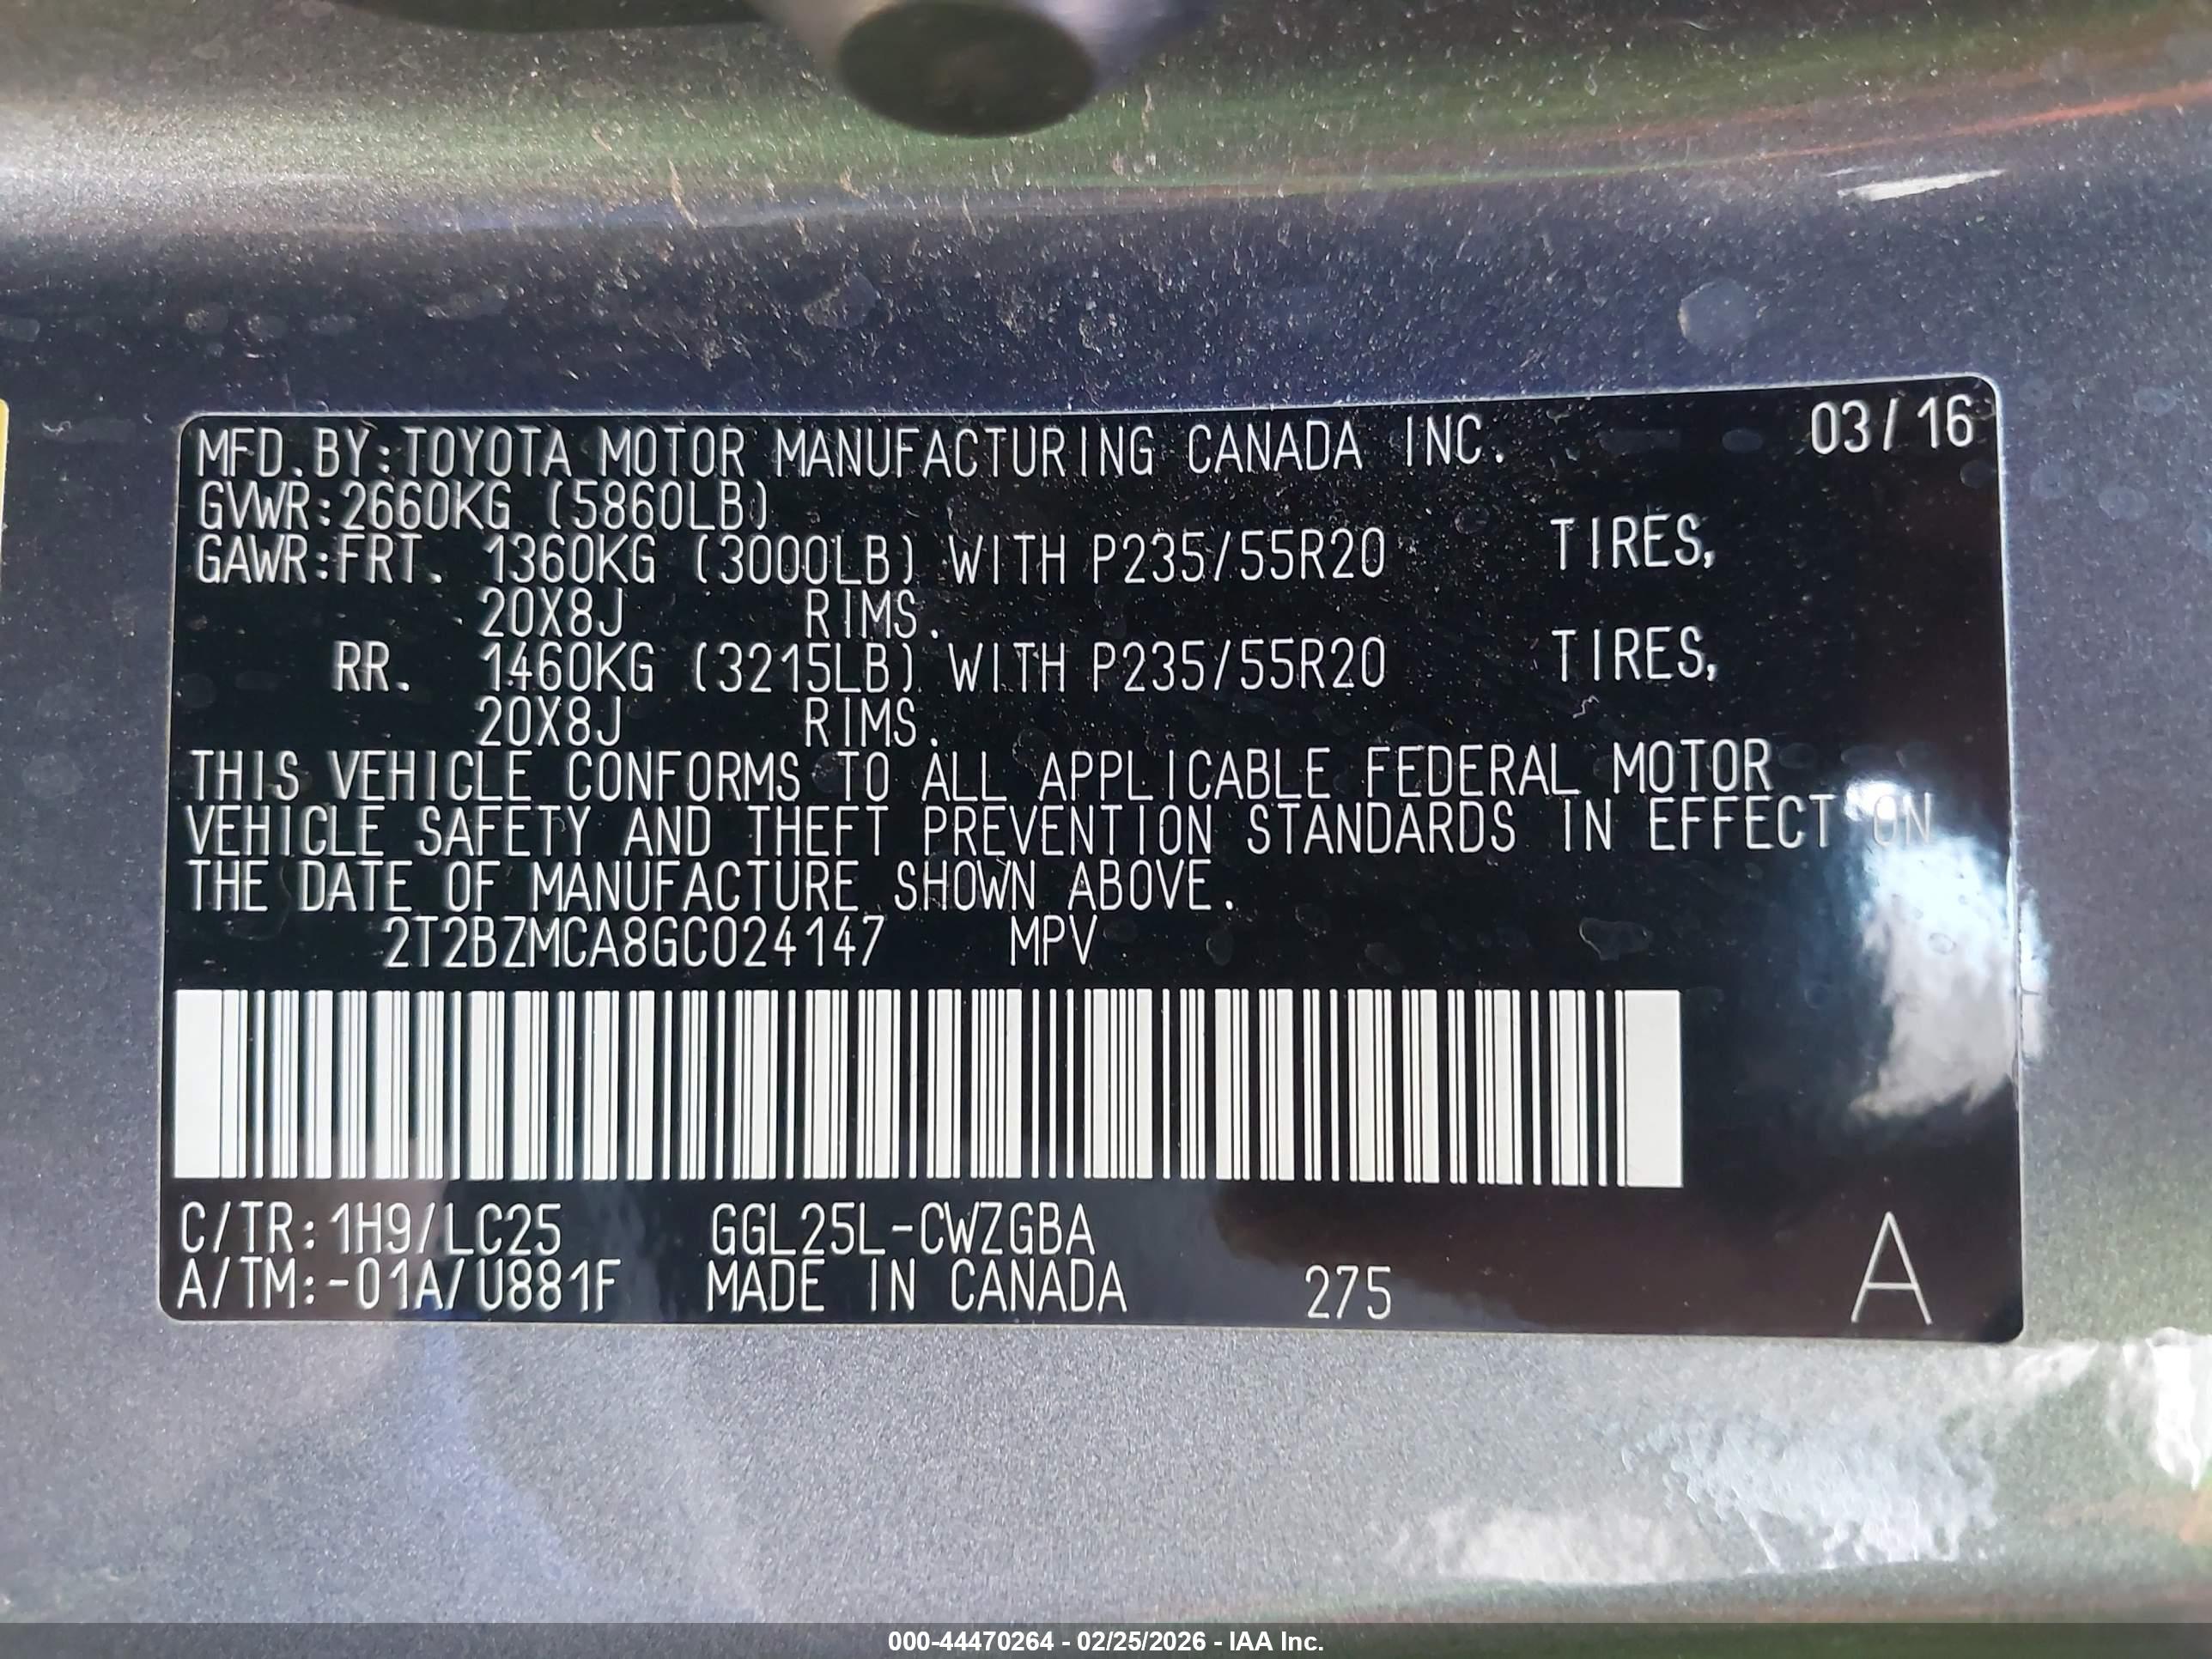 MFD.BY:TOYOTA MOTOR MANUFACTURING CANADA INC. 03/16
GVWR:2660KG (5860LB)
GAWR:FRT. 1360KG (3000LB) WITH P235/55R20 TIRES,
20X8J RIMS.
RR. 1460KG (3215LB) WITH P235/55R20 TIRES,
20X8J RIMS.
THIS VEHICLE CONFORMS TO ALL APPLICABLE FEDERAL MOTOR
VEHICLE SAFETY AND THEFT PREVENTION STANDARDS IN EFFECT ON
THE DATE OF MANUFACTURE SHOWN ABOVE.
2T2BZMCA8GC024147 MPV
C/TR:1H9/LC25 GGL25L-CWZGBA
A/TM:-01A/U881F MADE IN CANADA 275 A
000-44470264 - 02/25/2026 - IAA Inc.